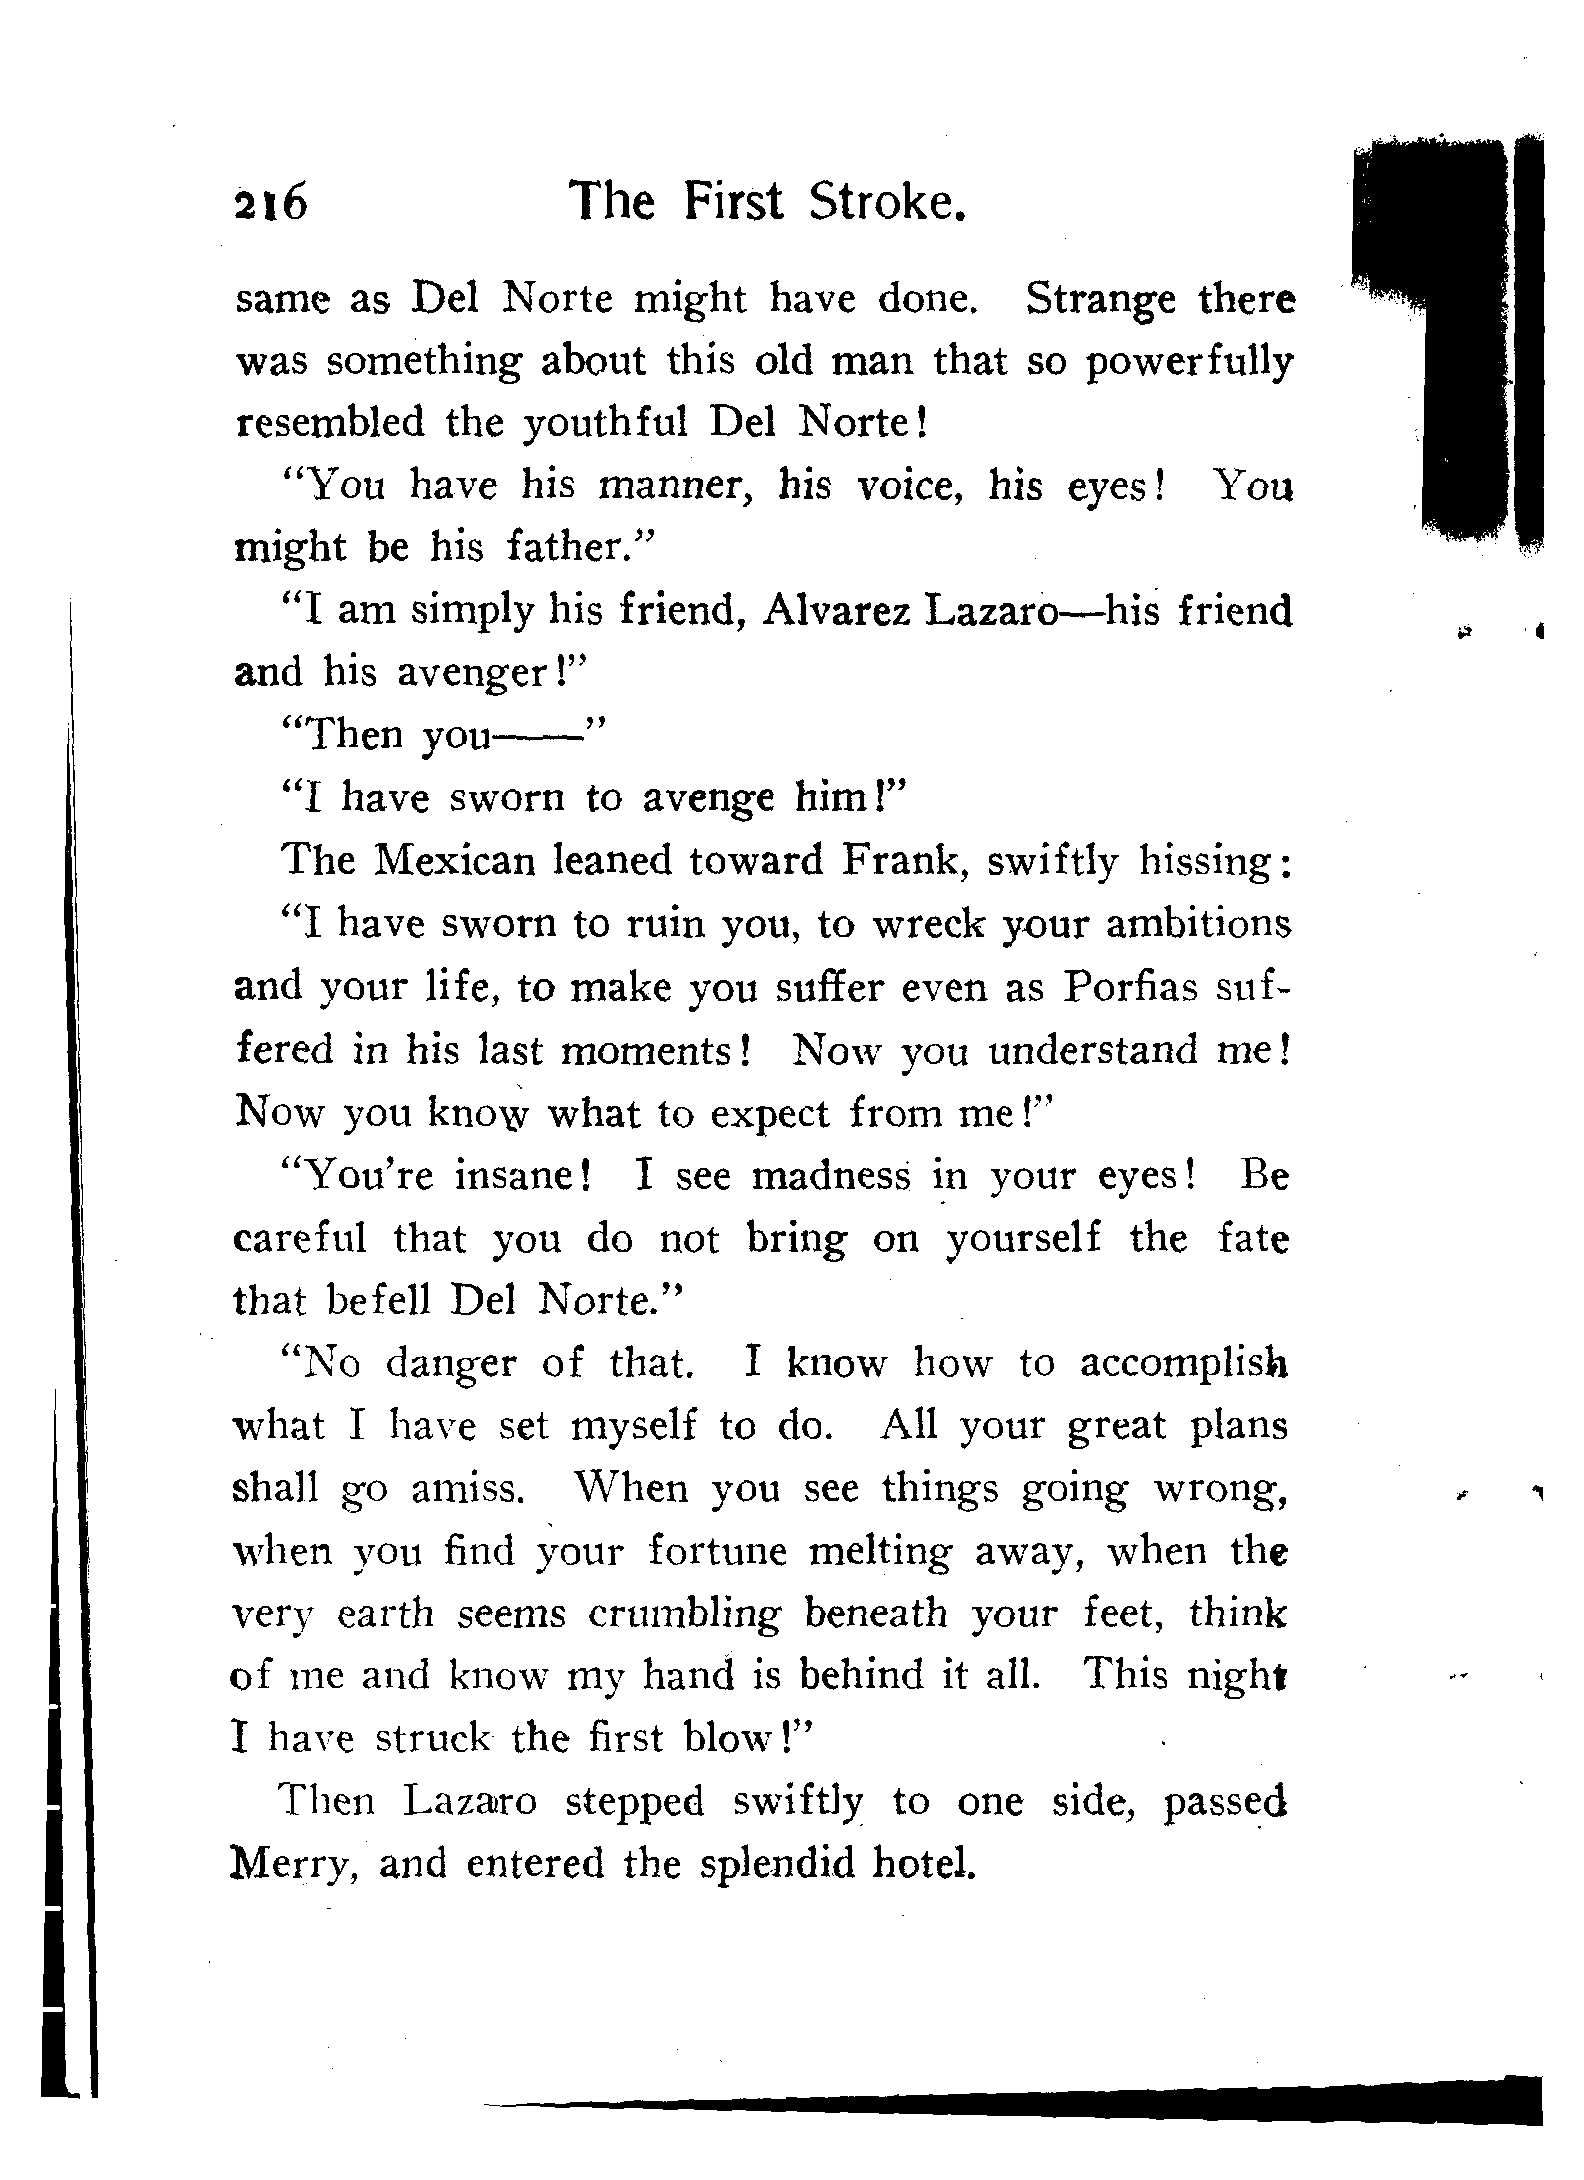 216 The First Stroke.
same as Del Norte might have done. Strange there
was something about this old man that so powerfully
resembled the youthful Del Norte!
"You have his manner, his voice, his eyes! You
might be his father."
"I am simply his friend, Alvarez Lazaro—his friend
and his avenger!"
"Then you——"
"I have sworn to avenge him!"
The Mexican leaned toward Frank, swiftly hissing:
"I have sworn to ruin you, to wreck your ambitions
and your life, to make you suffer even as Porfias suf-
fered in his last moments! Now you understand me!
Now you know what to expect from me!"
"You're insane! I see madness in your eyes! Be
careful that you do not bring on yourself the fate
that befell Del Norte."
"No danger of that. I know how to accomplish
what I have set myself to do. All your great plans
shall go amiss. When you see things going wrong,
when you find your fortune melting away, when the
very earth seems crumbling beneath your feet, think
of me and know my hand is behind it all. This night
I have struck the first blow!"
Then Lazaro stepped swiftly to one side, passed
Merry, and entered the splendid hotel.